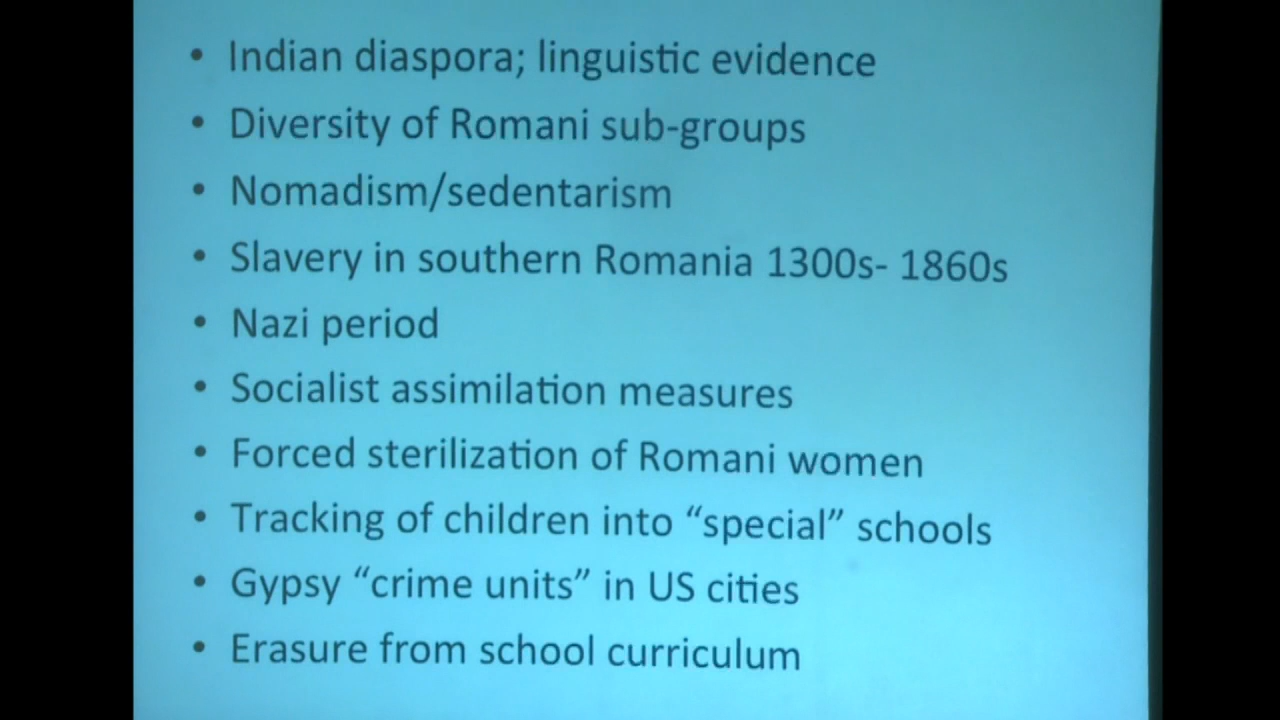 • Indian diaspora; linguistic evidence
• Diversity of Romani sub-groups
• Nomadism/sedentarism
• Slavery in southern Romania 1300s- 1860s
• Nazi period
• Socialist assimilation measures
• Forced sterilization of Romani women
• Tracking of children into “special” schools
• Gypsy “crime units” in US cities
• Erasure from school curriculum